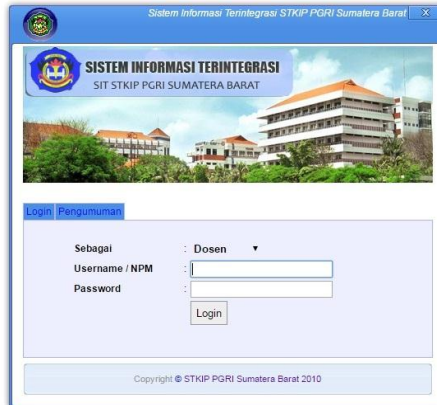 Sistem Informasi Terintegrasi STKIP PGRI Sumatera Barat X
SISTEM INFORMASI TERINTEGRASI
SIT STKIP PGRI SUMATERA BARAT
Login Pengumuman
Sebagai : Dosen ▼
Username / NPM :
Password :
Login
Copyright © STKIP PGRI Sumatera Barat 2010